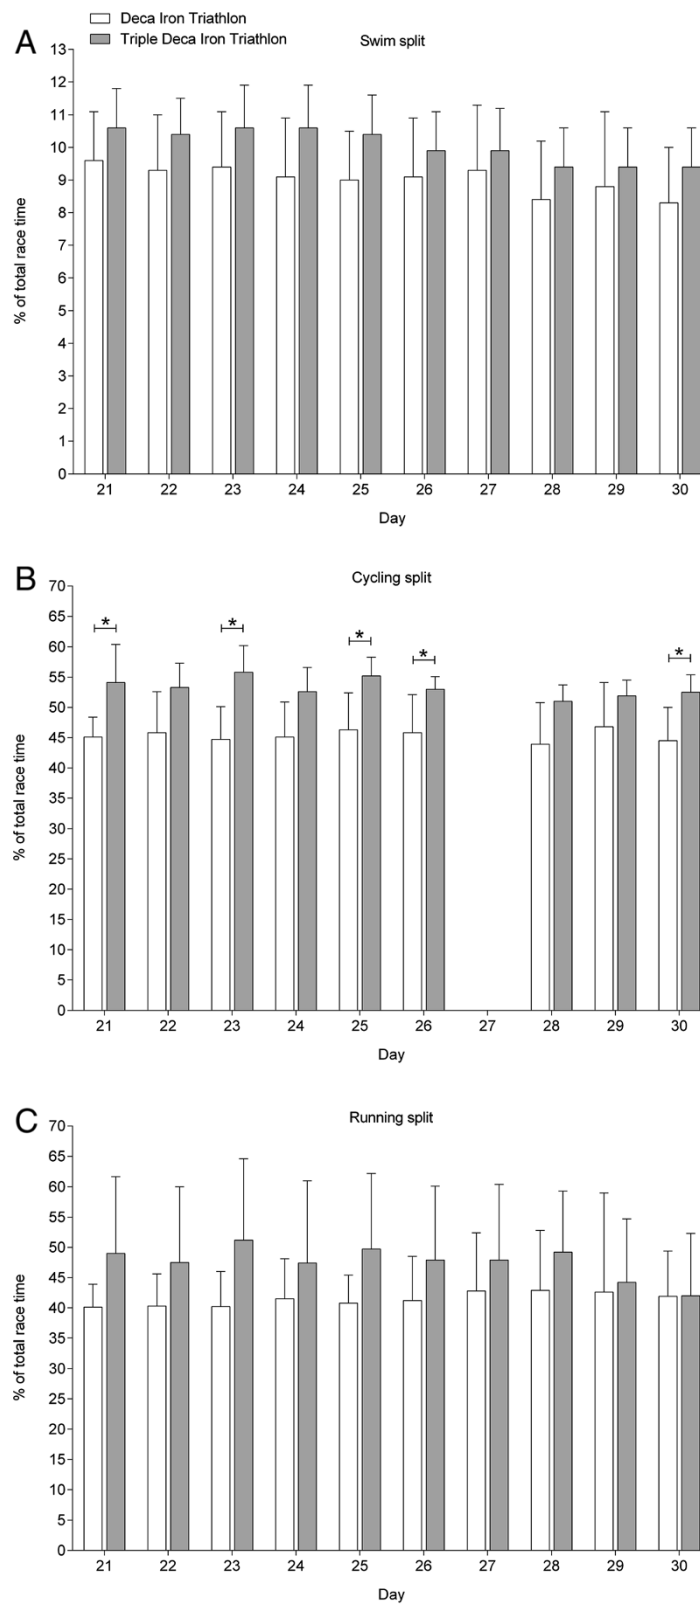 Deca Iron Triathlon
Triple Deca Iron Triathlon
A
Swim split
13
12
11
10
9
8
7
6
5
4
3
2
1
0
% of total race time
21 22 23 24 25 26 27 28 29 30
Day
B
Cycling split
70
65
60
55
50
45
40
35
30
25
20
15
10
5
0
% of total race time
* * * * *
21 22 23 24 25 26 27 28 29 30
Day
C
Running split
70
65
60
55
50
45
40
35
30
25
20
15
10
5
0
% of total race time
21 22 23 24 25 26 27 28 29 30
Day